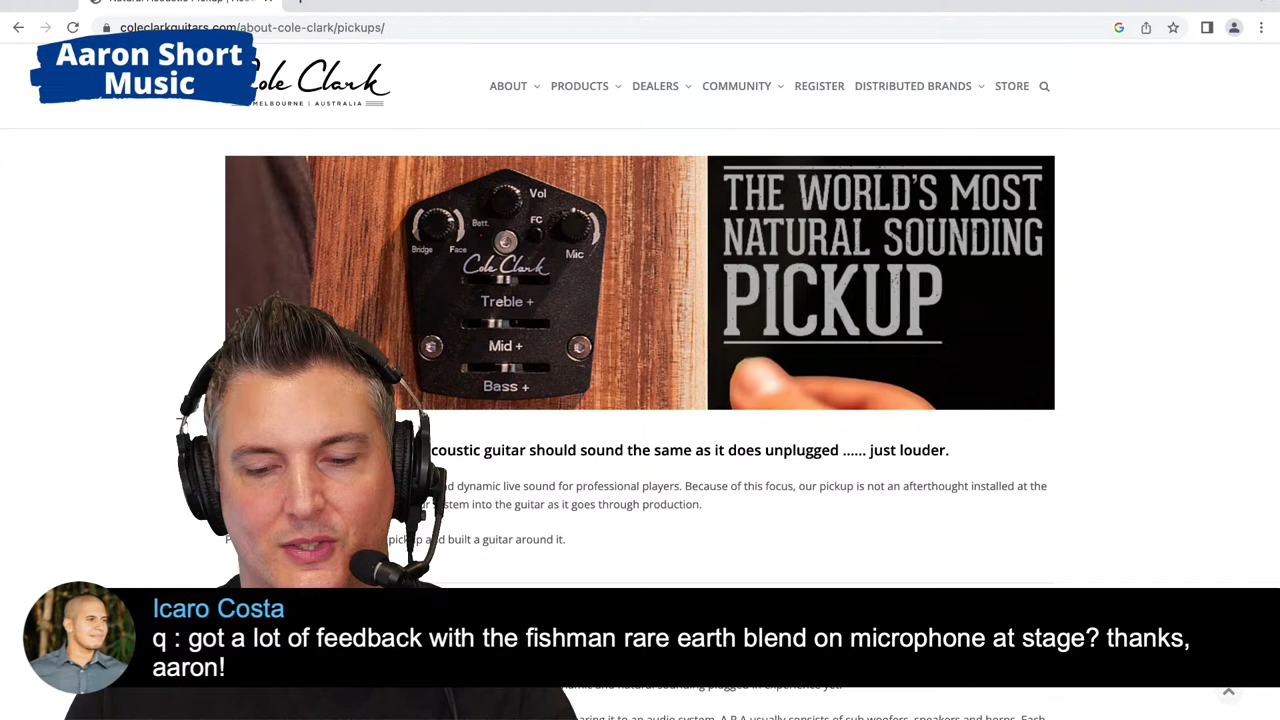 coleclarkguitars.com/about-cole-clark/pickups/
Aaron Short
Music
Cole Clark
MELBOURNE | AUSTRALIA
ABOUT PRODUCTS DEALERS COMMUNITY REGISTER DISTRIBUTED BRANDS STORE
Vol
Batt.
FC
Bridge
Face
Mic
Cole Clark
Treble +
Mid +
Bass +
THE WORLD'S MOST
NATURAL SOUNDING
PICKUP
coustic guitar should sound the same as it does unplugged ...... just louder.
d dynamic live sound for professional players. Because of this focus, our pickup is not an afterthought installed at the
stem into the guitar as it goes through production.
and built a guitar around it.
Icaro Costa
q : got a lot of feedback with the fishman rare earth blend on microphone at stage? thanks,
aaron!